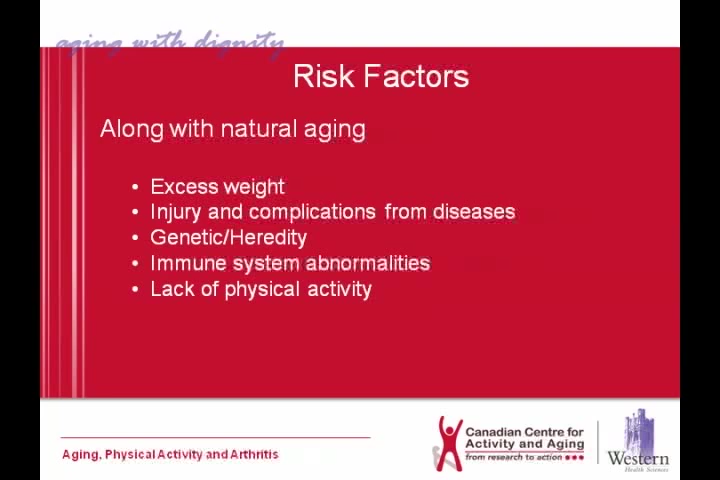 aging with dignity
Risk Factors
Along with natural aging
• Excess weight
• Injury and complications from diseases
• Genetic/Heredity
• Immune system abnormalities
• Lack of physical activity
Aging, Physical Activity and Arthritis
Canadian Centre for
Activity and Aging
from research to action
Western
Health Sciences